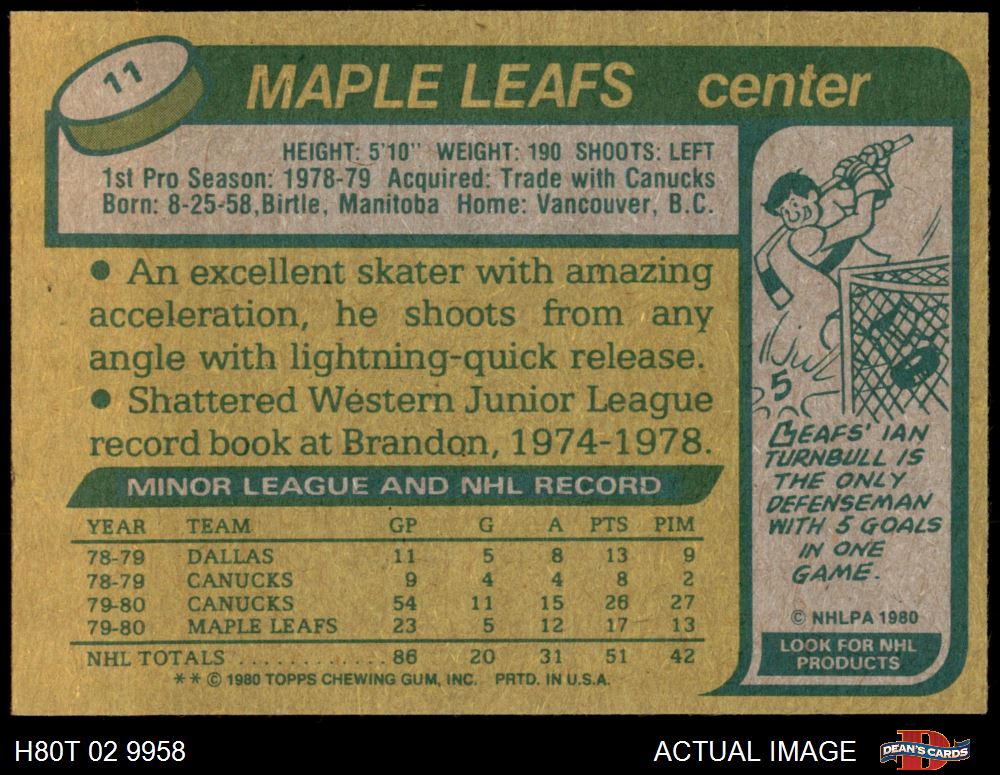 11
MAPLE LEAFS center
HEIGHT: 5'10" WEIGHT: 190 SHOOTS: LEFT
1st Pro Season: 1978-79 Acquired: Trade with Canucks
Born: 8-25-58, Birtle, Manitoba Home: Vancouver, B.C.
• An excellent skater with amazing
acceleration, he shoots from any
angle with lightning-quick release.
• Shattered Western Junior League
record book at Brandon, 1974-1978.
MINOR LEAGUE AND NHL RECORD
YEAR TEAM GP G A PTS PIM
78-79 DALLAS 11 5 8 13 9
78-79 CANUCKS 9 4 4 8 2
79-80 CANUCKS 54 11 15 26 27
79-80 MAPLE LEAFS 23 5 12 17 13
NHL TOTALS ............ 86 20 31 51 42
** © 1980 TOPPS CHEWING GUM, INC. PRTD. IN U.S.A.
5
LEAFS' IAN
TURNBULL IS
THE ONLY
DEFENSEMAN
WITH 5 GOALS
IN ONE
GAME.
© NHLPA 1980
LOOK FOR NHL
PRODUCTS
H80T 02 9958
ACTUAL IMAGE
D
DEAN'S CARDS